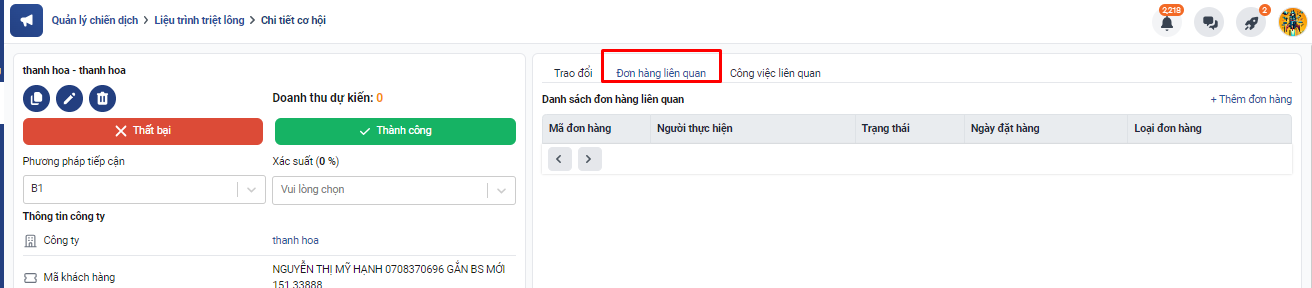 Quản lý chiến dịch > Liệu trình triệt lông > Chi tiết cơ hội
2,218
2
thanh hoa - thanh hoa
Doanh thu dự kiến: 0
Thất bại
Thành công
Phương pháp tiếp cận
Xác suất (0 %)
B1
Vui lòng chọn
Thông tin công ty
Công ty
thanh hoa
Mã khách hàng
NGUYỄN THỊ MỸ HẠNH 0708370696 GẮN BS MỚI
151.33888
Trao đổi
Đơn hàng liên quan
Công việc liên quan
Danh sách đơn hàng liên quan
+ Thêm đơn hàng
Mã đơn hàng
Người thực hiện
Trạng thái
Ngày đặt hàng
Loại đơn hàng